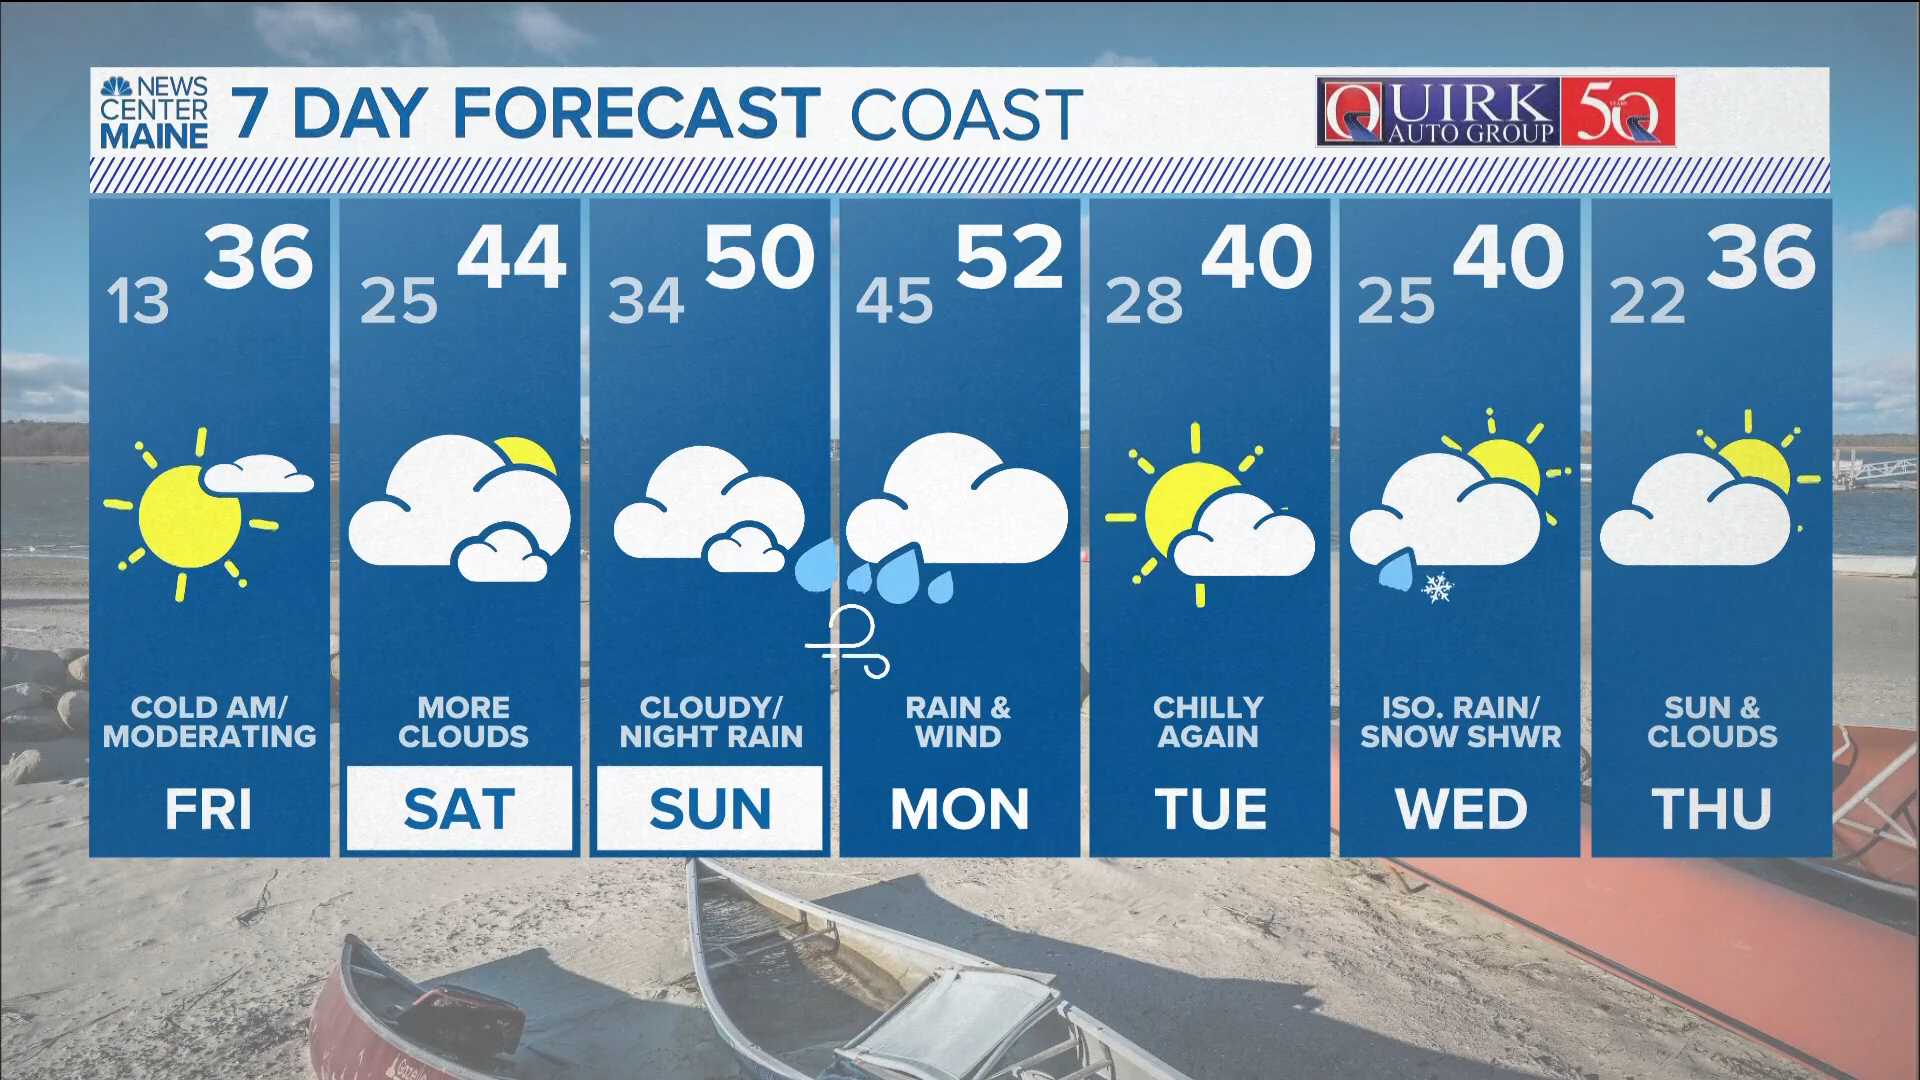 NEWS
CENTER
MAINE
7 DAY FORECAST COAST
QUIRK
AUTO GROUP
50
YEARS
13 36
COLD AM/
MODERATING
FRI
25 44
MORE
CLOUDS
SAT
34 50
CLOUDY/
NIGHT RAIN
SUN
45 52
RAIN &
WIND
MON
28 40
CHILLY
AGAIN
TUE
25 40
ISO. RAIN/
SNOW SHWR
WED
22 36
SUN &
CLOUDS
THU